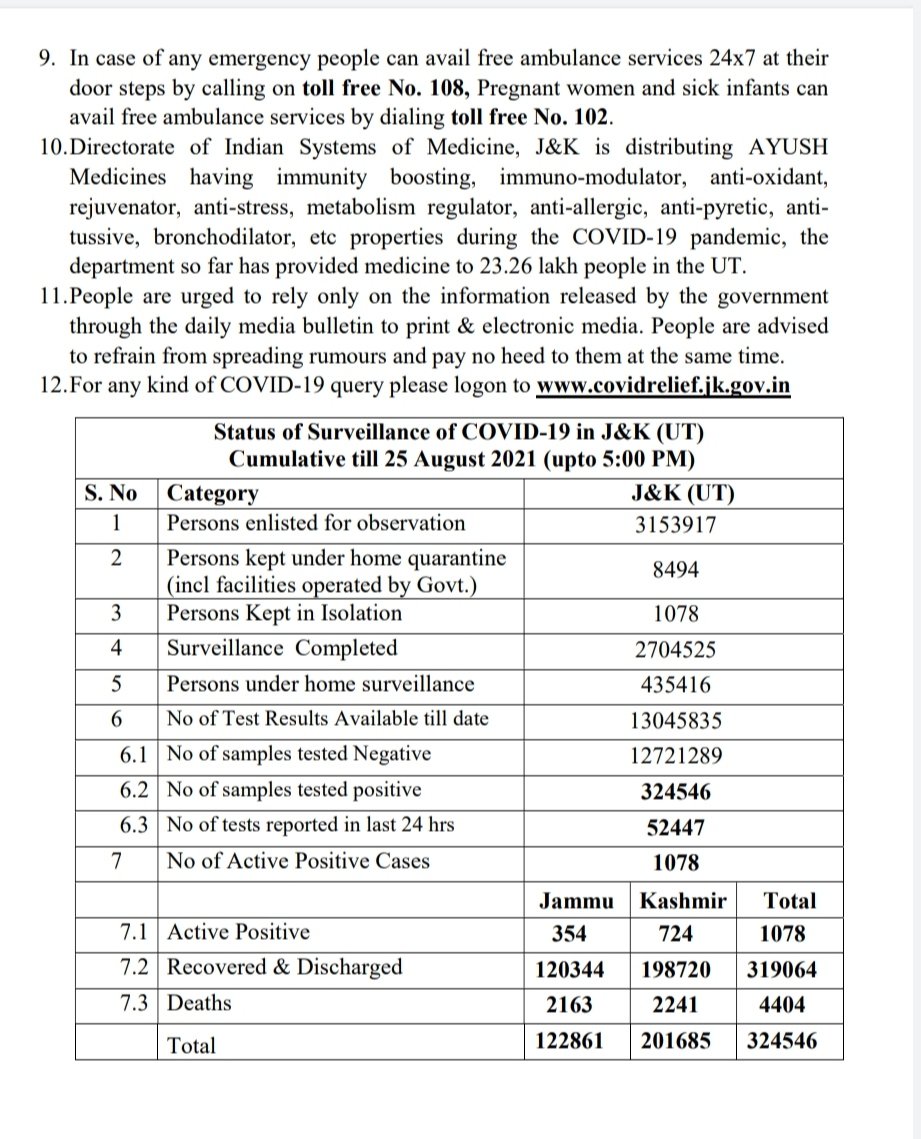 9. In case of any emergency people can avail free ambulance services 24x7 at their
door steps by calling on toll free No. 108, Pregnant women and sick infants can
avail free ambulance services by dialing toll free No. 102.
10.Directorate of Indian Systems of Medicine, J&K is distributing AYUSH
Medicines having immunity boosting, immuno-modulator, anti-oxidant,
rejuvenator, anti-stress, metabolism regulator, anti-allergic, anti-pyretic, anti-
tussive, bronchodilator, etc properties during the COVID-19 pandemic, the
department so far has provided medicine to 23.26 lakh people in the UT.
11.People are urged to rely only on the information released by the government
through the daily media bulletin to print & electronic media. People are advised
to refrain from spreading rumours and pay no heed to them at the same time.
12.For any kind of COVID-19 query please logon to www.covidrelief.jk.gov.in
Status of Surveillance of COVID-19 in J&K (UT)
Cumulative till 25 August 2021 (upto 5:00 PM)
S. No Category J&K (UT)
1 Persons enlisted for observation 3153917
2 Persons kept under home quarantine
(incl facilities operated by Govt.) 8494
3 Persons Kept in Isolation 1078
4 Surveillance Completed 2704525
5 Persons under home surveillance 435416
6 No of Test Results Available till date 13045835
6.1 No of samples tested Negative 12721289
6.2 No of samples tested positive 324546
6.3 No of tests reported in last 24 hrs 52447
7 No of Active Positive Cases 1078
Jammu Kashmir Total
7.1 Active Positive 354 724 1078
7.2 Recovered & Discharged 120344 198720 319064
7.3 Deaths 2163 2241 4404
Total 122861 201685 324546